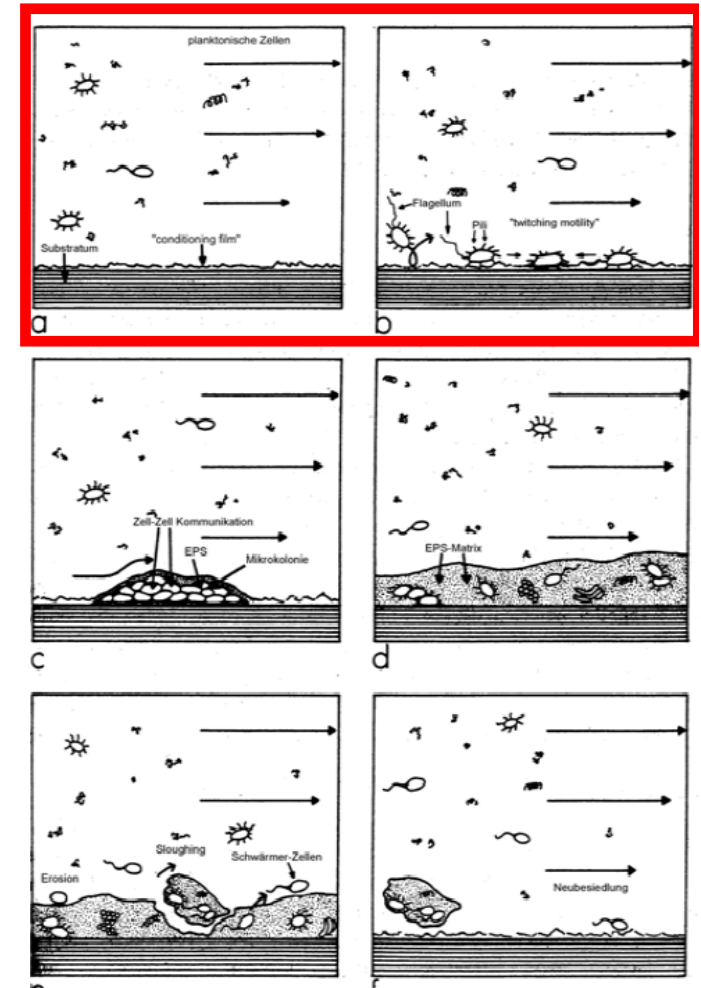 planktonische Zellen
"conditioning film"
Substratum
a
Flagellum
Pili
"twitching motility"
b
Zell-Zell Kommunikation
EPS
Mikrokolonie
c
EPS-Matrix
d
Sloughing
Schwärmer-Zellen
Erosion
e
Neubesiedlung
f